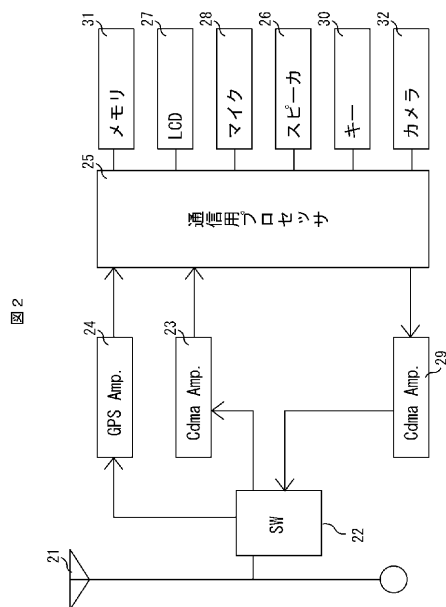 図2
21
SW
22
GPS Amp.
24
Cdma Amp.
23
Cdma Amp.
29
通信用プロセッサ
25
メモリ
31
LCD
27
マイク
28
スピーカ
26
キー
30
カメラ
32